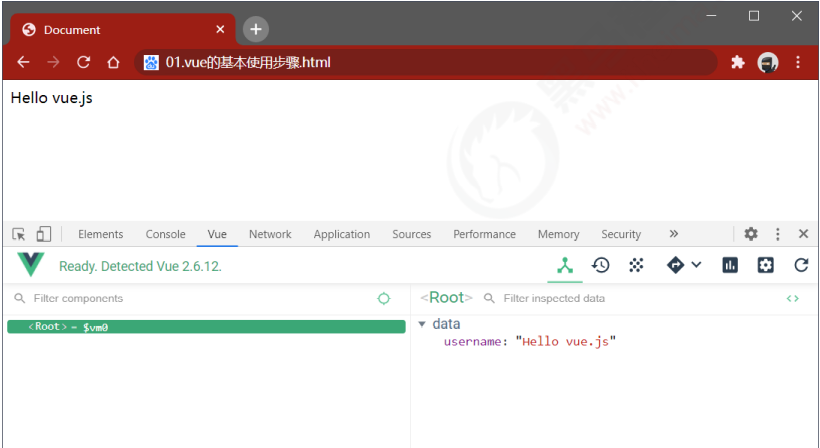 Document
01.vue的基本使用步骤.html
Hello vue.js
Elements Console Vue Network Application Sources Performance Memory Security
Ready. Detected Vue 2.6.12.
Filter components
<Root> = $vm0
<Root> Filter inspected data
data
username: "Hello vue.js"